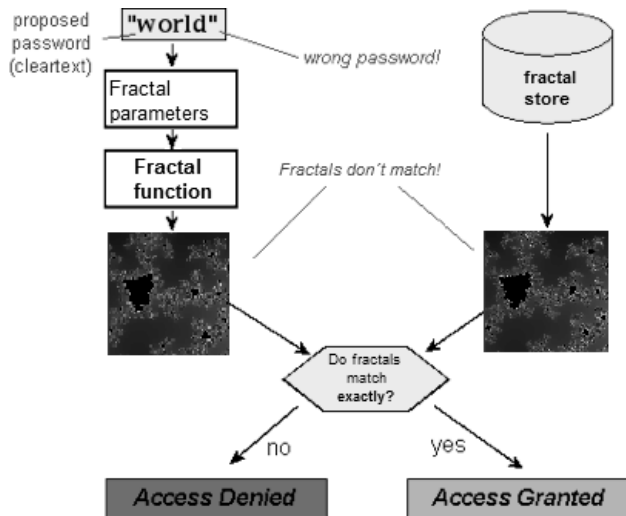 proposed
password
(cleartext)
"world"
wrong password!
Fractal
parameters
Fractal
function
fractal
store
Fractals don't match!
Do fractals
match
exactly?
no
yes
Access Denied
Access Granted